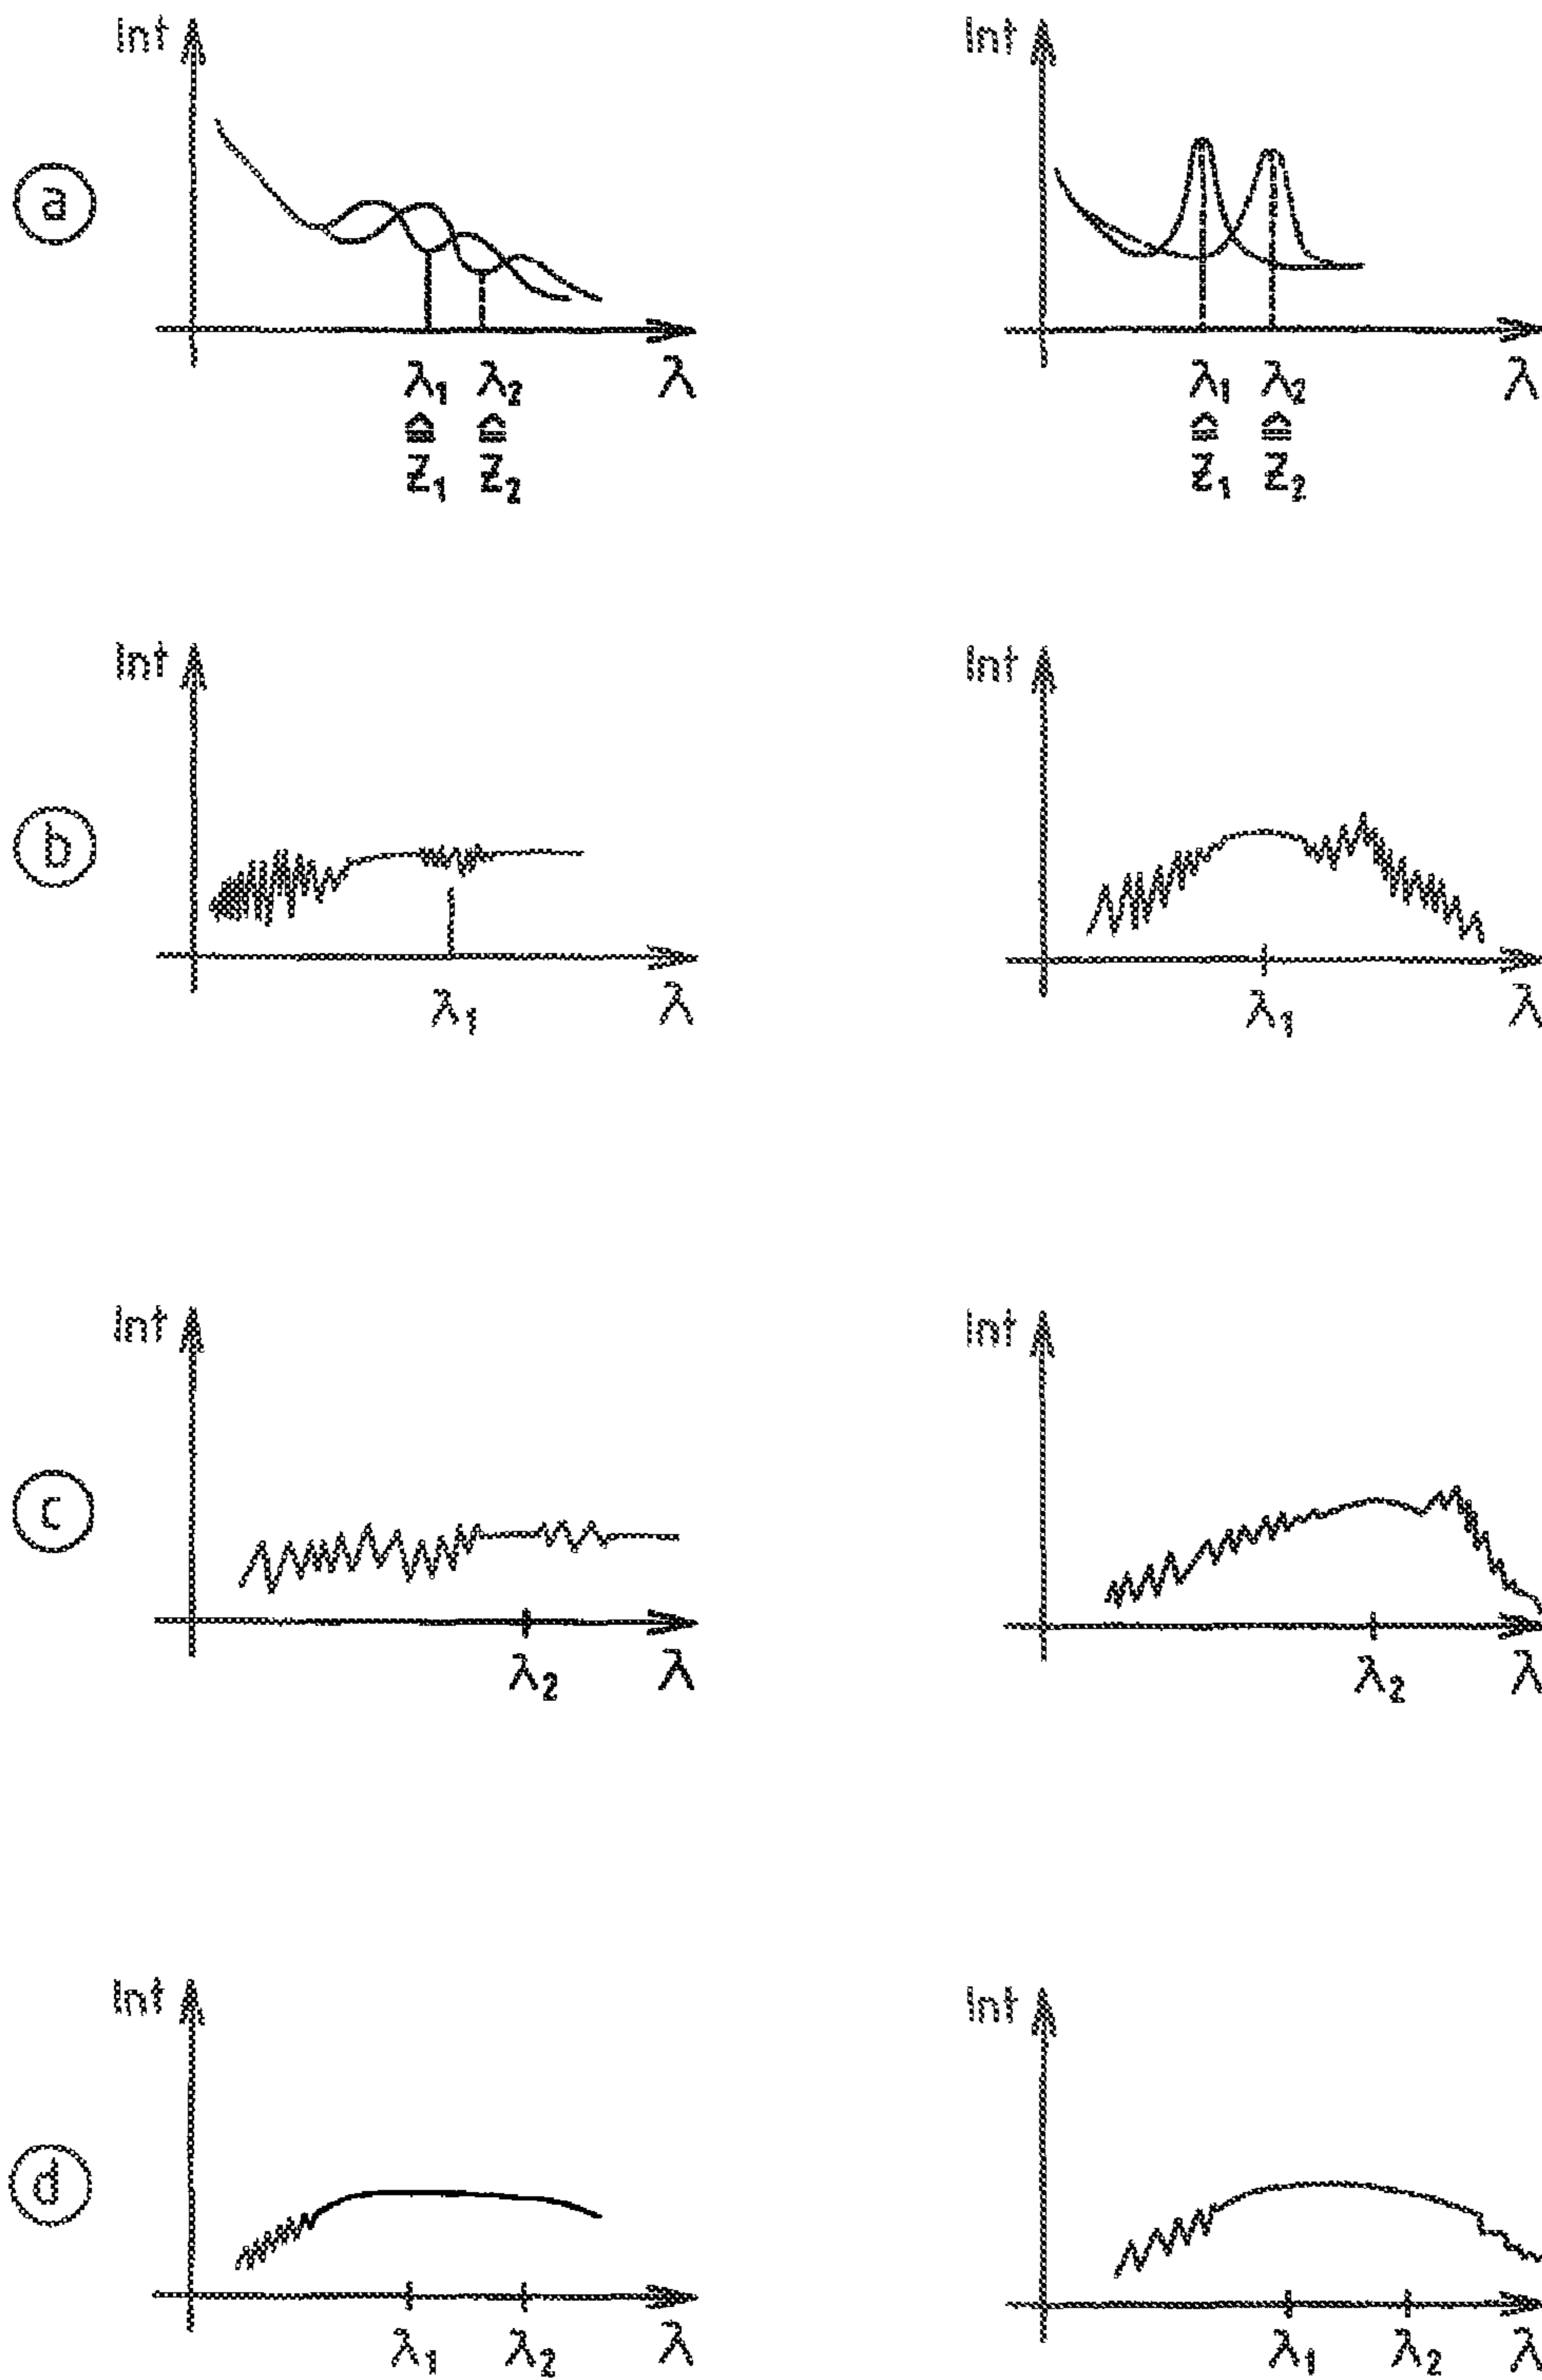 Int Int
a
λ₁ λ₂ λ λ₁ λ₂ λ
≙ ≙ ≙ ≙
Z₁ Z₂ Z₁ Z₂
Int Int
b
λ₁ λ λ₁ λ
Int Int
c
λ₂ λ λ₂ λ
Int Int
d
λ₁ λ₂ λ λ₁ λ₂ λ